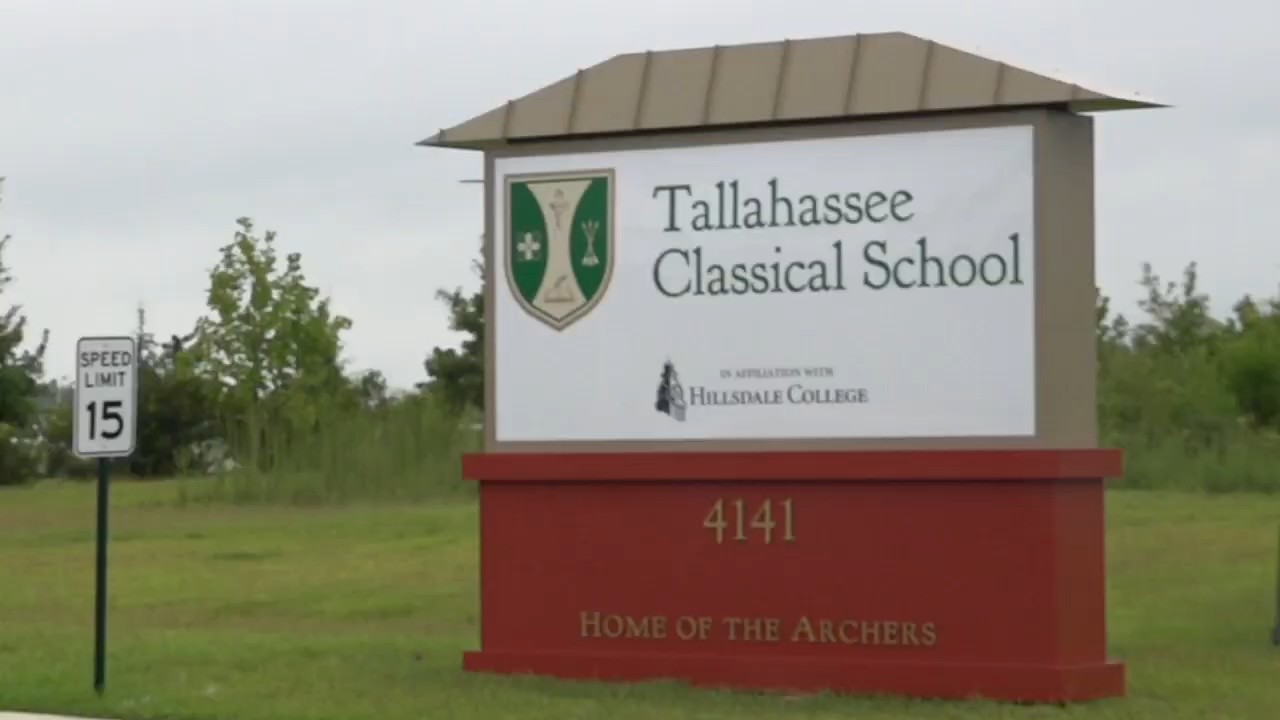 SPEED
LIMIT
15
Tallahassee
Classical School
IN AFFILIATION WITH
HILLSDALE COLLEGE
4141
HOME OF THE ARCHERS